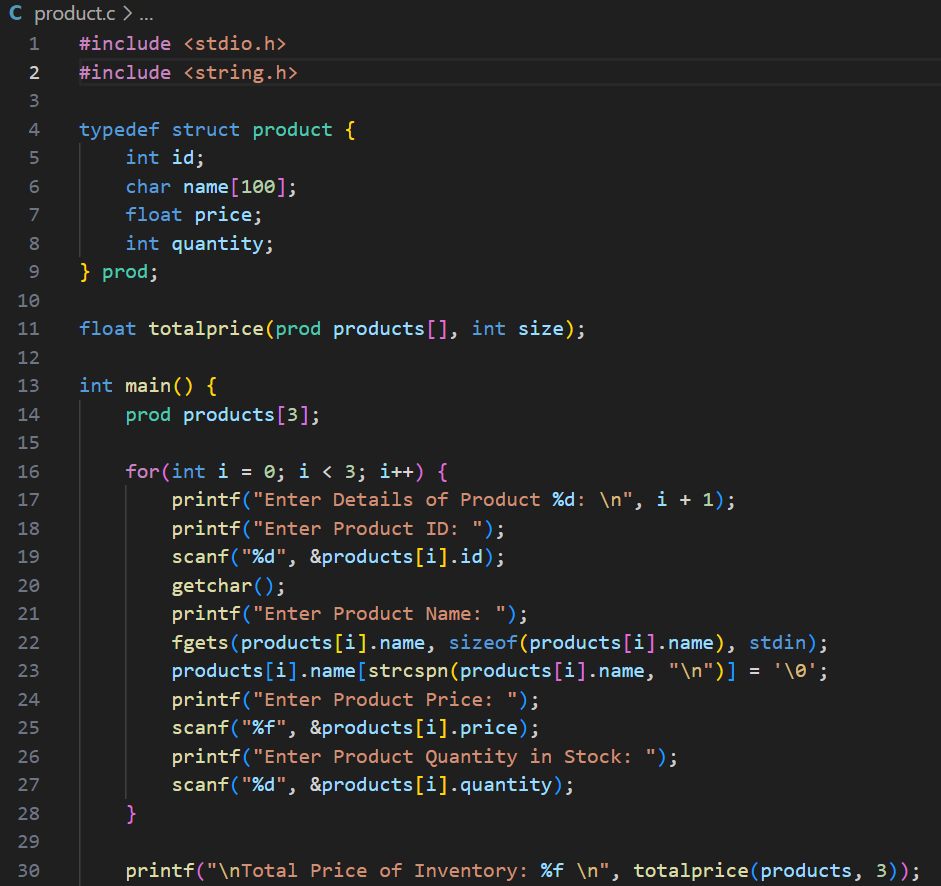 C product.c > ...
1 #include <stdio.h>
2 #include <string.h>
3
4 typedef struct product {
5     int id;
6     char name[100];
7     float price;
8     int quantity;
9 } prod;
10
11 float totalprice(prod products[], int size);
12
13 int main() {
14     prod products[3];
15
16     for(int i = 0; i < 3; i++) {
17         printf("Enter Details of Product %d: \n", i + 1);
18         printf("Enter Product ID: ");
19         scanf("%d", &products[i].id);
20         getchar();
21         printf("Enter Product Name: ");
22         fgets(products[i].name, sizeof(products[i].name), stdin);
23         products[i].name[strcspn(products[i].name, "\n")] = '\0';
24         printf("Enter Product Price: ");
25         scanf("%f", &products[i].price);
26         printf("Enter Product Quantity in Stock: ");
27         scanf("%d", &products[i].quantity);
28     }
29
30     printf("\nTotal Price of Inventory: %f \n", totalprice(products, 3));